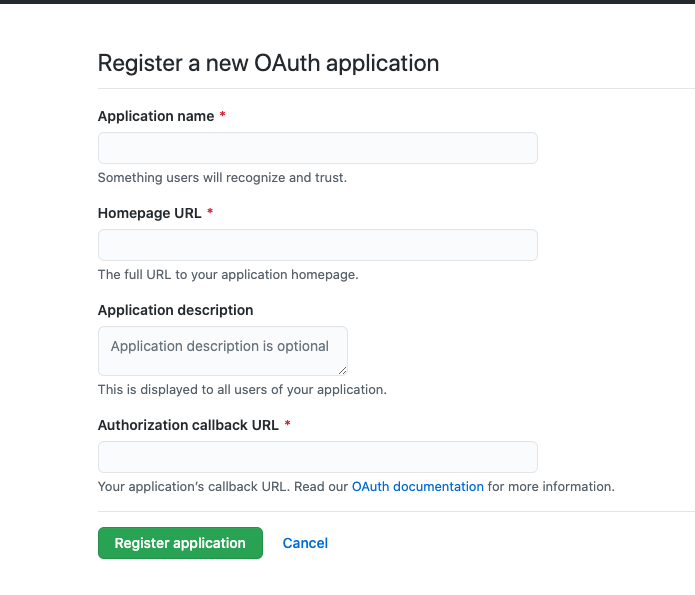 Register a new OAuth application
Application name *
Something users will recognize and trust.
Homepage URL *
The full URL to your application homepage.
Application description
Application description is optional
This is displayed to all users of your application.
Authorization callback URL *
Your application’s callback URL. Read our OAuth documentation for more information.
Register application Cancel